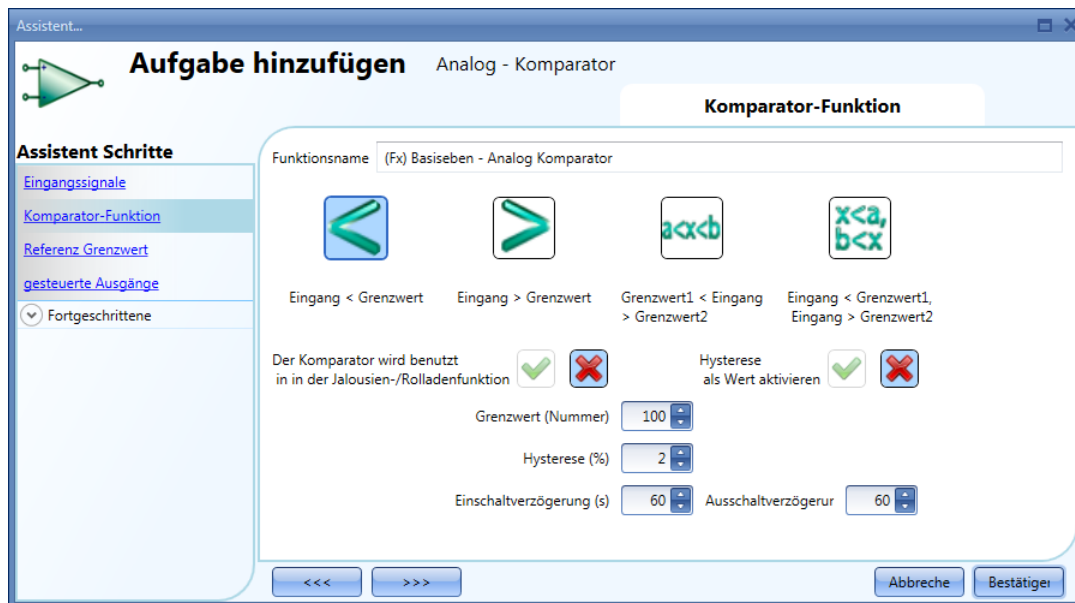 Assistent...
Aufgabe hinzufügen
Analog - Komparator
Komparator-Funktion
Assistent Schritte
Eingangssignale
Komparator-Funktion
Referenz Grenzwert
gesteuerte Ausgänge
Fortgeschrittene
Funktionsname
(Fx) Basiseben - Analog Komparator
<
>
a<x<b
x<a,
b<x
Eingang < Grenzwert
Eingang > Grenzwert
Grenzwert1 < Eingang
> Grenzwert2
Eingang < Grenzwert1,
Eingang > Grenzwert2
Der Komparator wird benutzt
in in der Jalousien-/Rolladenfunktion
Hysterese
als Wert aktivieren
Grenzwert (Nummer) 100
Hysterese (%) 2
Einschaltverzögerung (s) 60 Ausschaltverzögerur 60
<<<
>>>
Abbreche
Bestätiger